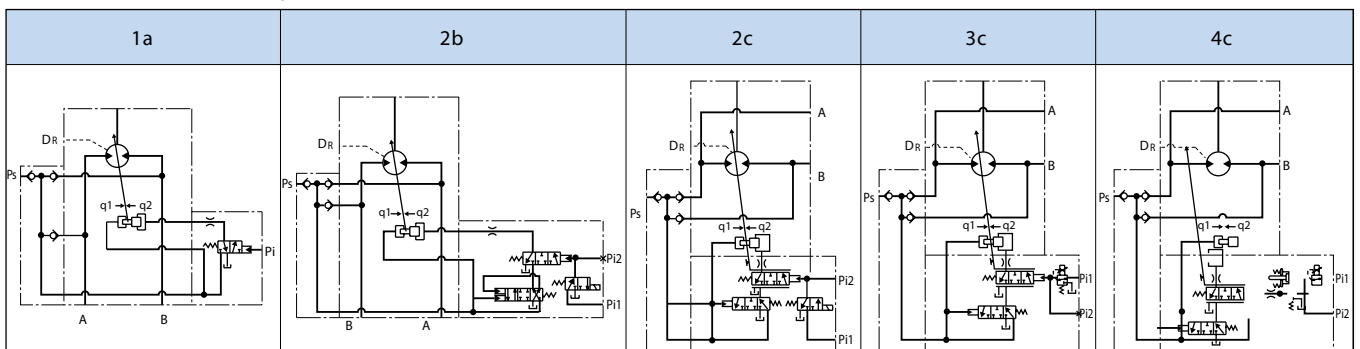 1a
2b
2c
3c
4c
DR
Ps
q1 q2
Pi
A B
DR
Ps
q1 q2
Pi2
Pi1
B A
A
DR
B
Ps
q1 q2
Pi2
Pi1
A
DR
B
Ps
q1 q2
Pi1
Pi2
A
DR
B
Ps
q1 q2
Pi1
Pi2